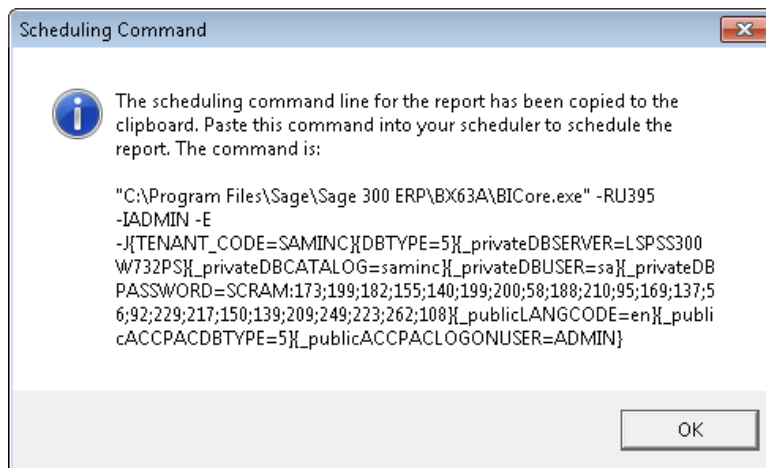 Scheduling Command
The scheduling command line for the report has been copied to the
clipboard. Paste this command into your scheduler to schedule the
report. The command is:
"C:\Program Files\Sage\Sage 300 ERP\BX63A\BICore.exe" -RU395
-IADMIN -E
-J{TENANT_CODE=SAMINC}{DBTYPE=5}{_privateDBSERVER=LSPSS300
W732PS}{_privateDBCATALOG=saminc}{_privateDBUSER=sa}{_privateDB
PASSWORD=SCRAM:173;199;182;155;140;199;200;58;188;210;95;169;137;5
6;92;229;217;150;139;209;249;223;262;108}{_publicLANGCODE=en}{_publi
cACCPACDBTYPE=5}{_publicACCPACLOGONUSER=ADMIN}
OK